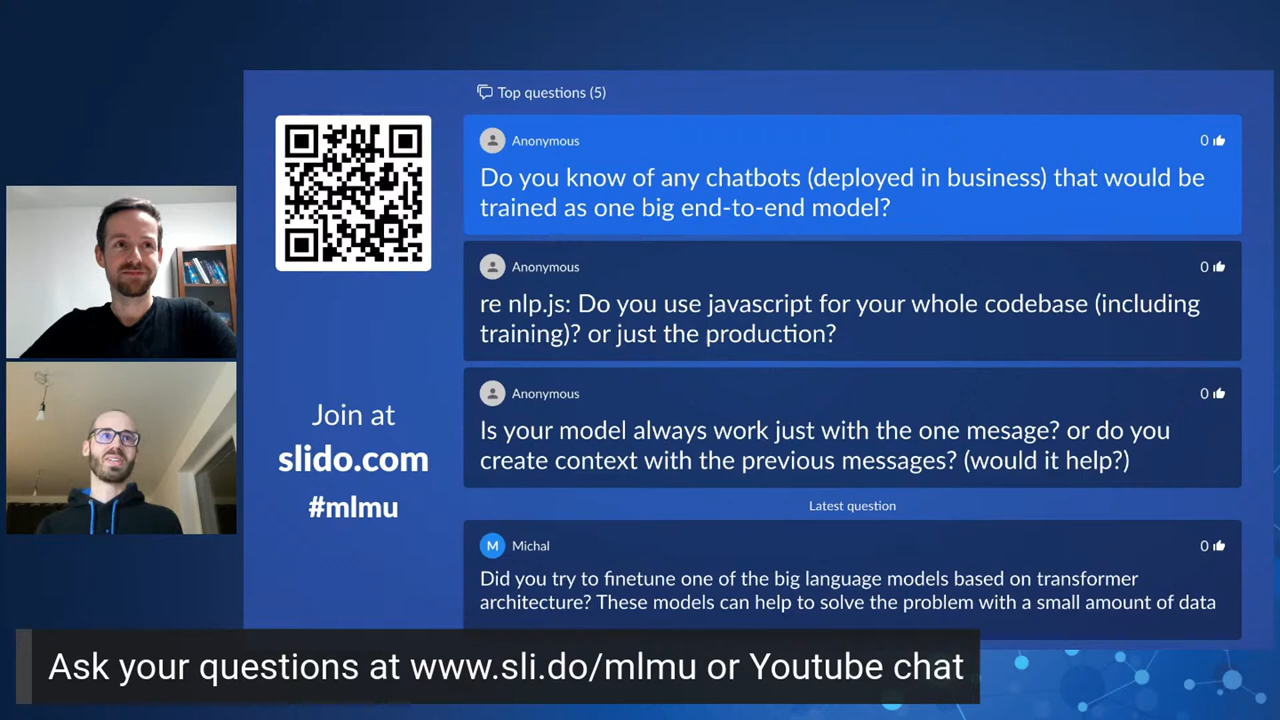 Top questions (5)
Anonymous
0
Do you know of any chatbots (deployed in business) that would be
trained as one big end-to-end model?
Anonymous
0
re nlp.js: Do you use javascript for your whole codebase (including
training)? or just the production?
Anonymous
0
Is your model always work just with the one mesage? or do you
create context with the previous messages? (would it help?)
Latest question
M Michal
0
Did you try to finetune one of the big language models based on transformer
architecture? These models can help to solve the problem with a small amount of data
Join at
slido.com
#mlmu
Ask your questions at www.sli.do/mlmu or Youtube chat